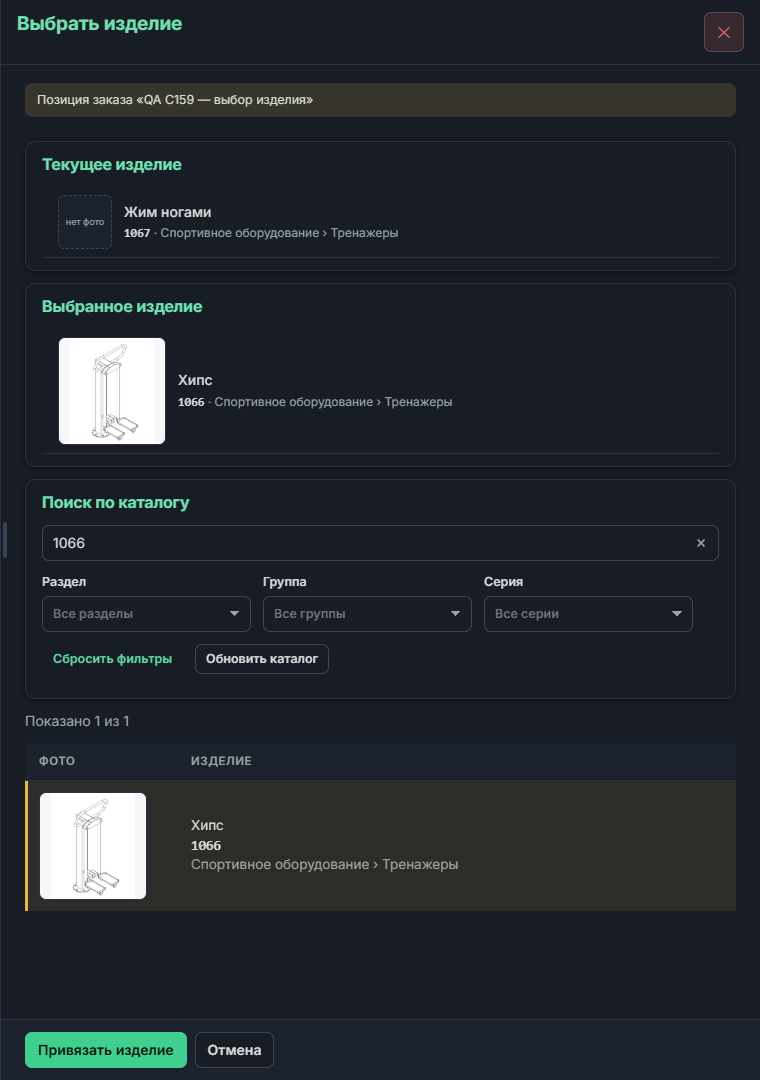 Выбрать изделие
Позиция заказа «QA C159 — выбор изделия»
Текущее изделие
нет фото
Жим ногами
1067 · Спортивное оборудование › Тренажеры
Выбранное изделие
Хипс
1066 · Спортивное оборудование › Тренажеры
Поиск по каталогу
1066
Раздел Группа Серия
Все разделы Все группы Все серии
Сбросить фильтры Обновить каталог
Показано 1 из 1
ФОТО ИЗДЕЛИЕ
Хипс
1066
Спортивное оборудование › Тренажеры
Привязать изделие Отмена